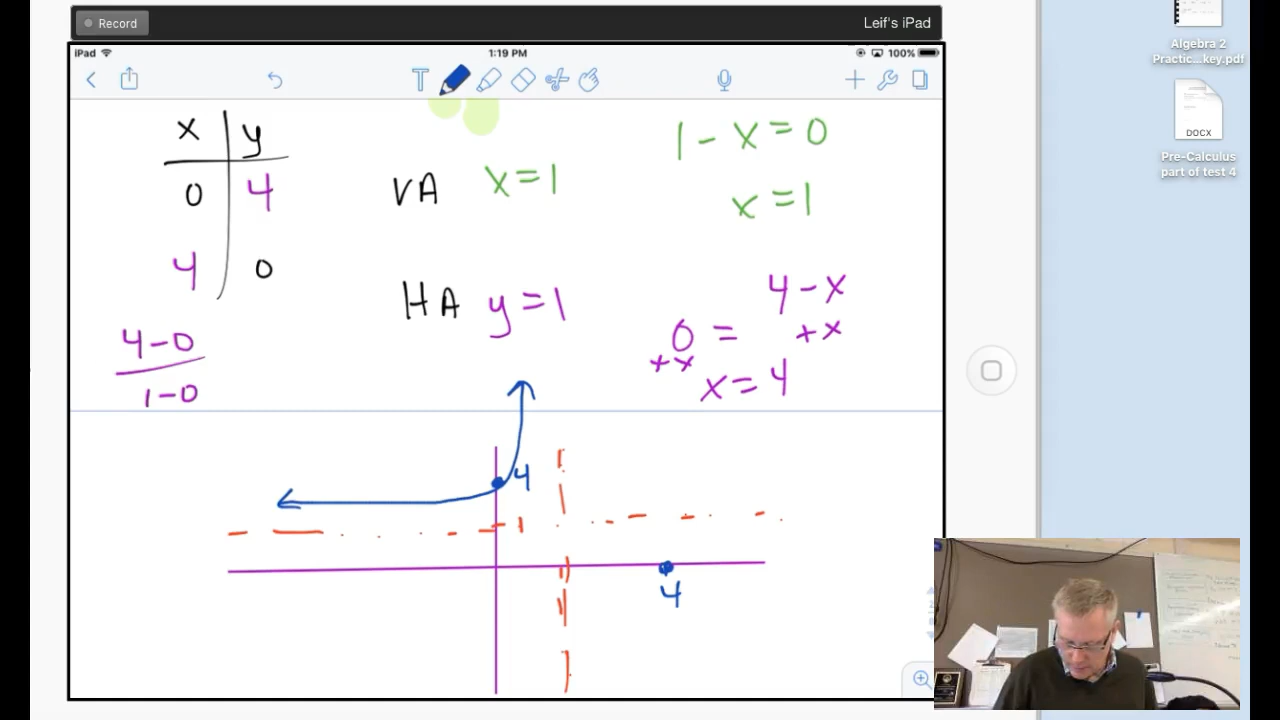 Record
Leif's iPad
iPad
1:19 PM
100%
T
x y
0 4
4 0
4-0
1-0
VA x=1
HA y=1
1-x=0
x=1
4-x
0 = +x
+x
x=4
4
1
4
Algebra 2
Practic...key.pdf
DOCX
Pre-Calculus
part of test 4